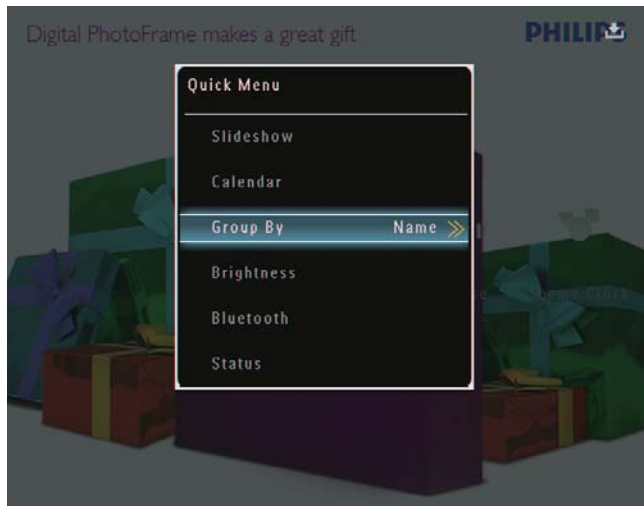 Digital PhotoFrame makes a great gift
PHILIPS
Quick Menu
Slideshow
Calendar
Group By Name
Brightness
Bluetooth
Status